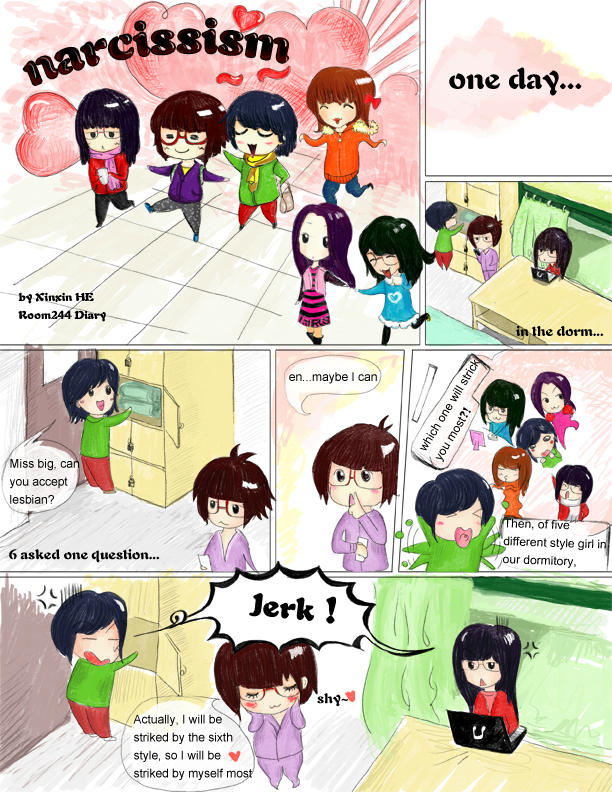 narcissism
by Xinxin HE
Room244 Diary
one day...
in the dorm...
Miss big, can
you accept
lesbian?
6 asked one question...
en...maybe I can
which one will strick
you most?!
Then, of five
different style girl in
our dormitory,
Jerk !
Actually, I will be
striked by the sixth
style, so I will be
striked by myself most
shy~